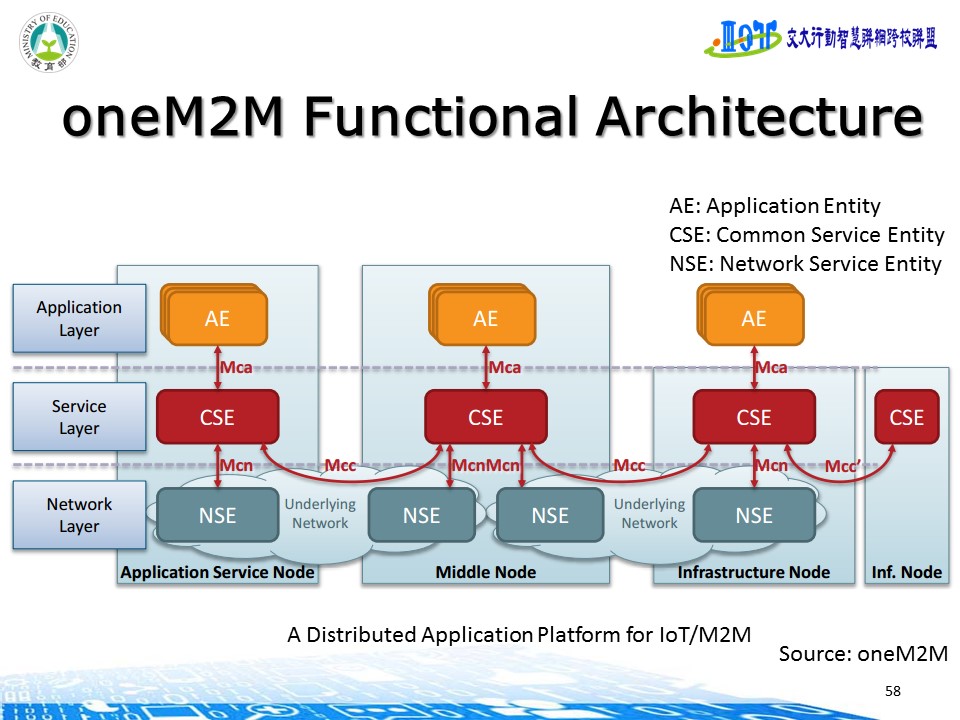 MINISTRY OF EDUCATION
教育部
IIOT 交大行動智慧聯網跨校聯盟
oneM2M Functional Architecture
AE: Application Entity
CSE: Common Service Entity
NSE: Network Service Entity
Application
Layer
AE
AE
AE
Mca
Mca
Mca
Service
Layer
CSE
CSE
CSE
CSE
Mcn
Mcc
McnMcn
Mcc
Mcn
Mcc’
Network
Layer
NSE
Underlying
Network
NSE
NSE
Underlying
Network
NSE
Application Service Node
Middle Node
Infrastructure Node
Inf. Node
A Distributed Application Platform for IoT/M2M
Source: oneM2M
58